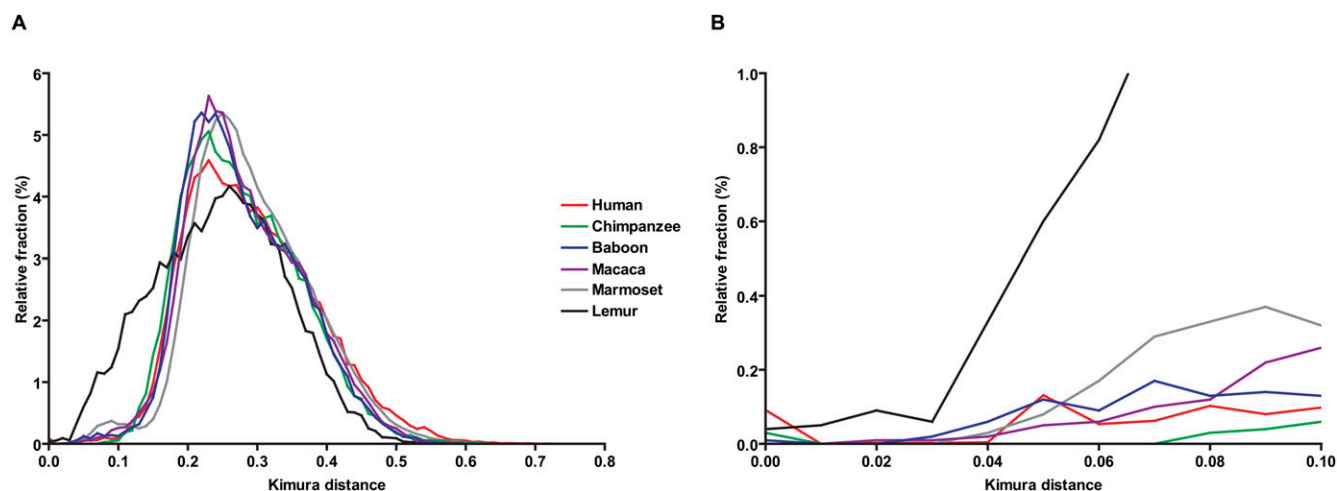 A
6
5
4
3
2
1
0
0.0
0.1
0.2
0.3
0.4
0.5
0.6
0.7
0.8
Relative fraction (%)
Kimura distance
Human
Chimpanzee
Baboon
Macaca
Marmoset
Lemur
B
1.0
0.8
0.6
0.4
0.2
0.0
0.00
0.02
0.04
0.06
0.08
0.10
Relative fraction (%)
Kimura distance